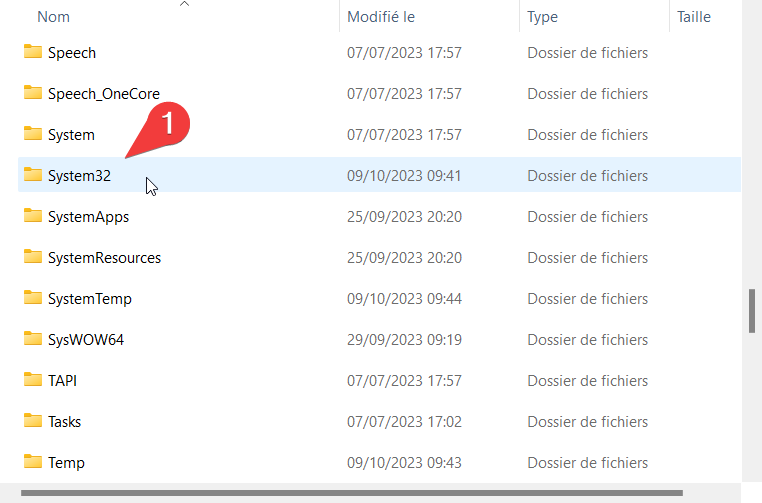 Nom Modifié le Type Taille
Speech 07/07/2023 17:57 Dossier de fichiers
Speech_OneCore 07/07/2023 17:57 Dossier de fichiers
1
System 07/07/2023 17:57 Dossier de fichiers
System32 09/10/2023 09:41 Dossier de fichiers
SystemApps 25/09/2023 20:20 Dossier de fichiers
SystemResources 25/09/2023 20:20 Dossier de fichiers
SystemTemp 09/10/2023 09:44 Dossier de fichiers
SysWOW64 29/09/2023 09:19 Dossier de fichiers
TAPI 07/07/2023 17:57 Dossier de fichiers
Tasks 07/07/2023 17:02 Dossier de fichiers
Temp 09/10/2023 09:43 Dossier de fichiers